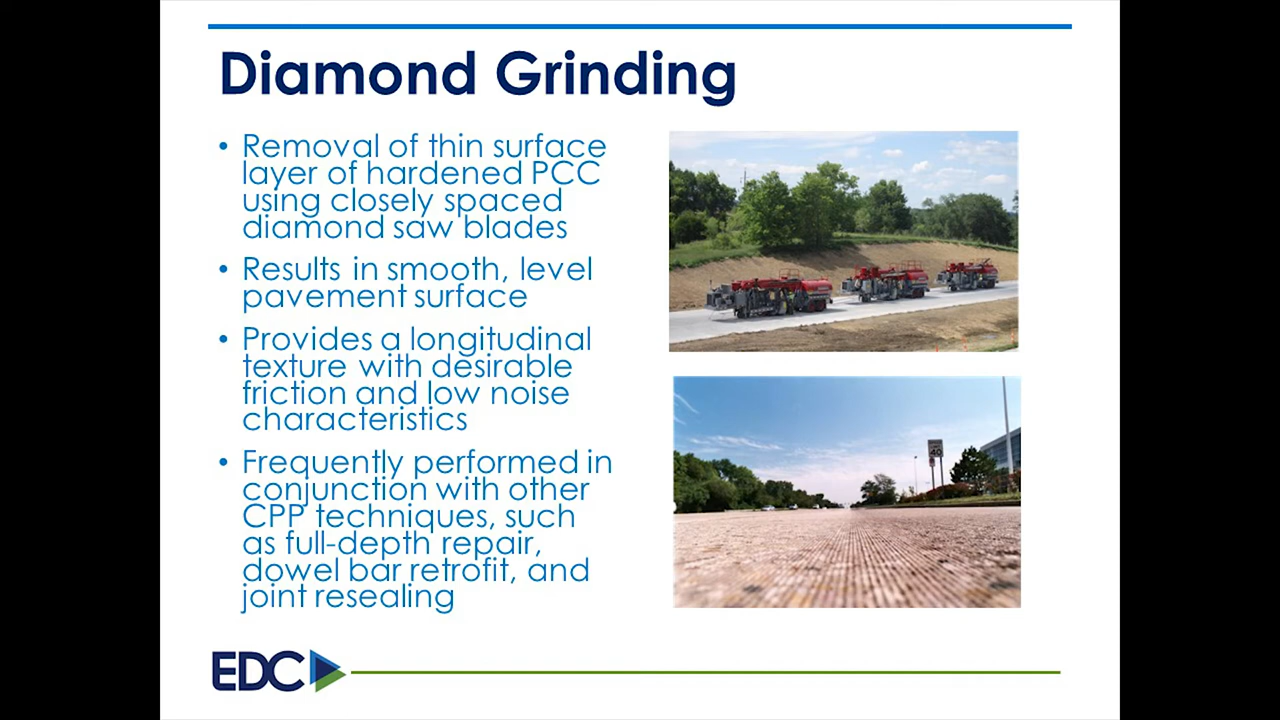 Diamond Grinding
• Removal of thin surface
layer of hardened PCC
using closely spaced
diamond saw blades
• Results in smooth, level
pavement surface
• Provides a longitudinal
texture with desirable
friction and low noise
characteristics
• Frequently performed in
conjunction with other
CPP techniques, such
as full-depth repair,
dowel bar retrofit, and
joint resealing
EDC